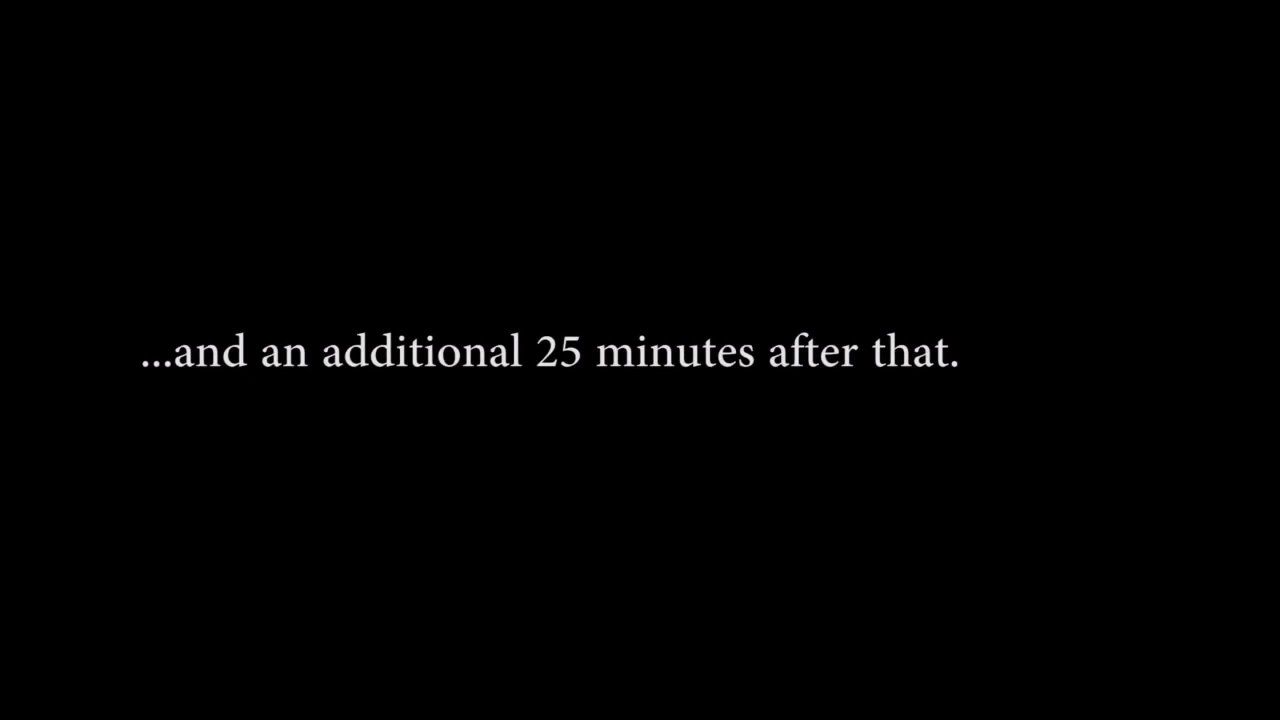 ...and an additional 25 minutes after that.